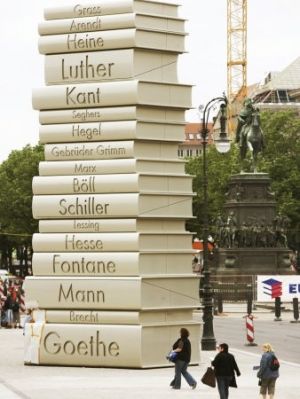 Grass
Arendt
Heine
Luther
Kant
Seghers
Hegel
Gebrüder Grimm
Marx
Böll
Schiller
Lessing
Hesse
Fontane
Mann
Brecht
Goethe